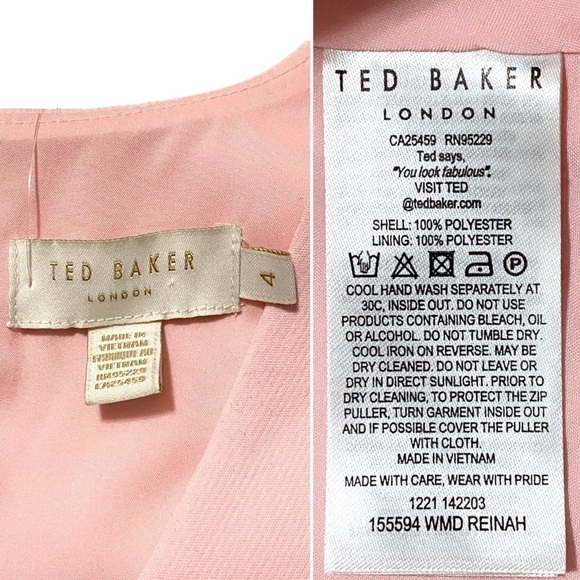 TED BAKER
LONDON
4
MADE IN
VIETNAM
FABRIQUE AU
VIETNAM
RN95229
CA25459
TED BAKER
LONDON
CA25459 RN95229
Ted says,
"You look fabulous".
VISIT TED
@tedbaker.com
SHELL: 100% POLYESTER
LINING: 100% POLYESTER
COOL HAND WASH SEPARATELY AT
30C, INSIDE OUT. DO NOT USE
PRODUCTS CONTAINING BLEACH, OIL
OR ALCOHOL. DO NOT TUMBLE DRY.
COOL IRON ON REVERSE. MAY BE
DRY CLEANED. DO NOT LEAVE OR
DRY IN DIRECT SUNLIGHT. PRIOR TO
DRY CLEANING, TO PROTECT THE ZIP
PULLER, TURN GARMENT INSIDE OUT
AND IF POSSIBLE COVER THE PULLER
WITH CLOTH.
MADE IN VIETNAM
MADE WITH CARE, WEAR WITH PRIDE
1221 142203
155594 WMD REINAH